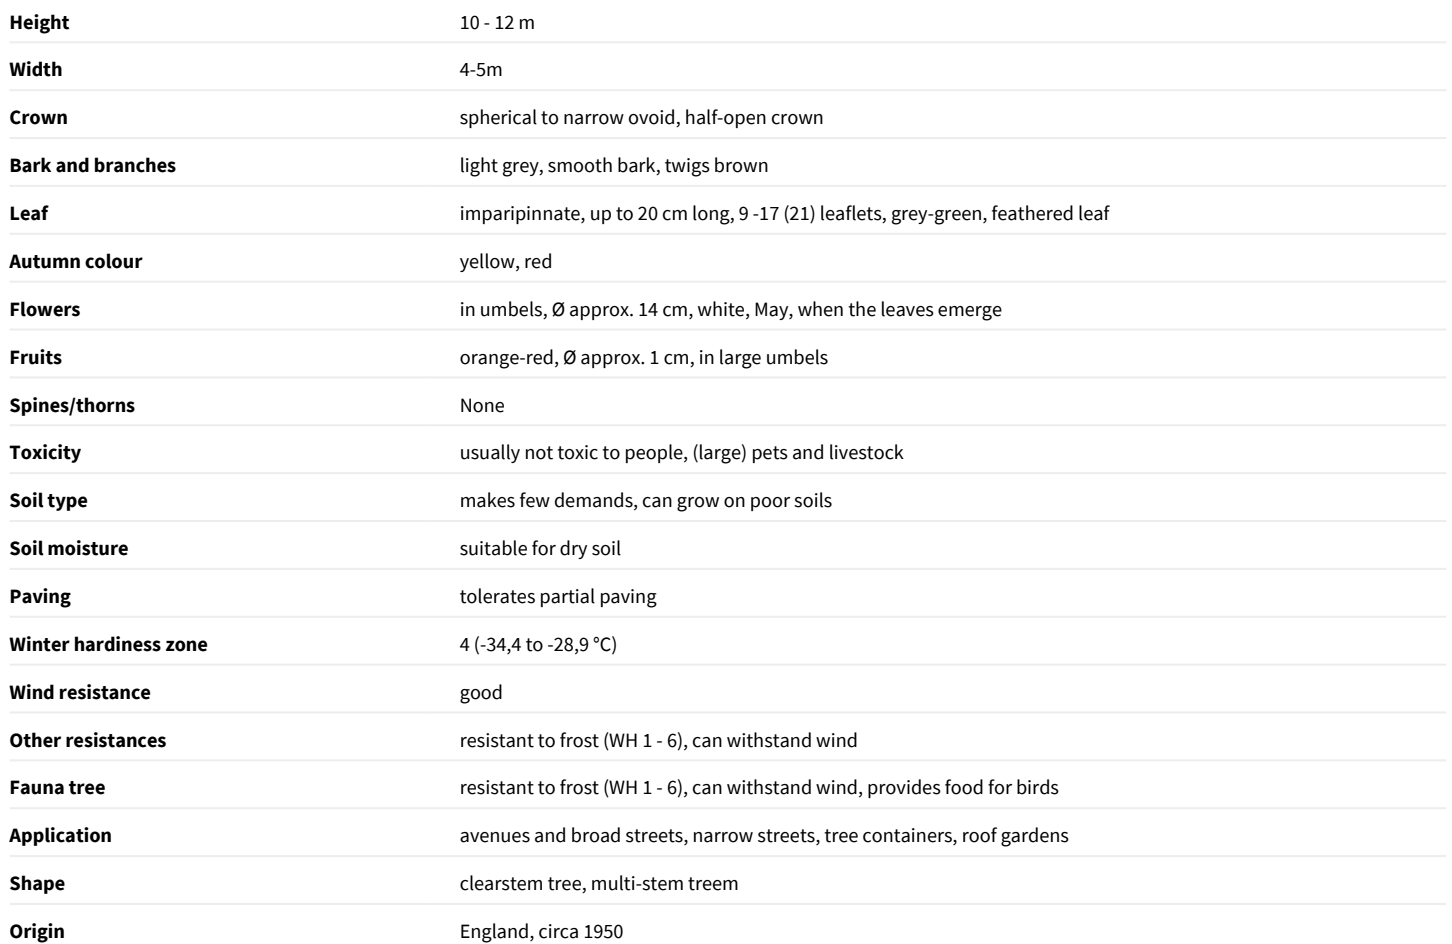 Height 10 - 12 m
Width 4-5m
Crown spherical to narrow ovoid, half-open crown
Bark and branches light grey, smooth bark, twigs brown
Leaf imparipinnate, up to 20 cm long, 9 -17 (21) leaflets, grey-green, feathered leaf
Autumn colour yellow, red
Flowers in umbels, Ø approx. 14 cm, white, May, when the leaves emerge
Fruits orange-red, Ø approx. 1 cm, in large umbels
Spines/thorns None
Toxicity usually not toxic to people, (large) pets and livestock
Soil type makes few demands, can grow on poor soils
Soil moisture suitable for dry soil
Paving tolerates partial paving
Winter hardiness zone 4 (-34,4 to -28,9 °C)
Wind resistance good
Other resistances resistant to frost (WH 1 - 6), can withstand wind
Fauna tree resistant to frost (WH 1 - 6), can withstand wind, provides food for birds
Application avenues and broad streets, narrow streets, tree containers, roof gardens
Shape clearstem tree, multi-stem treem
Origin England, circa 1950